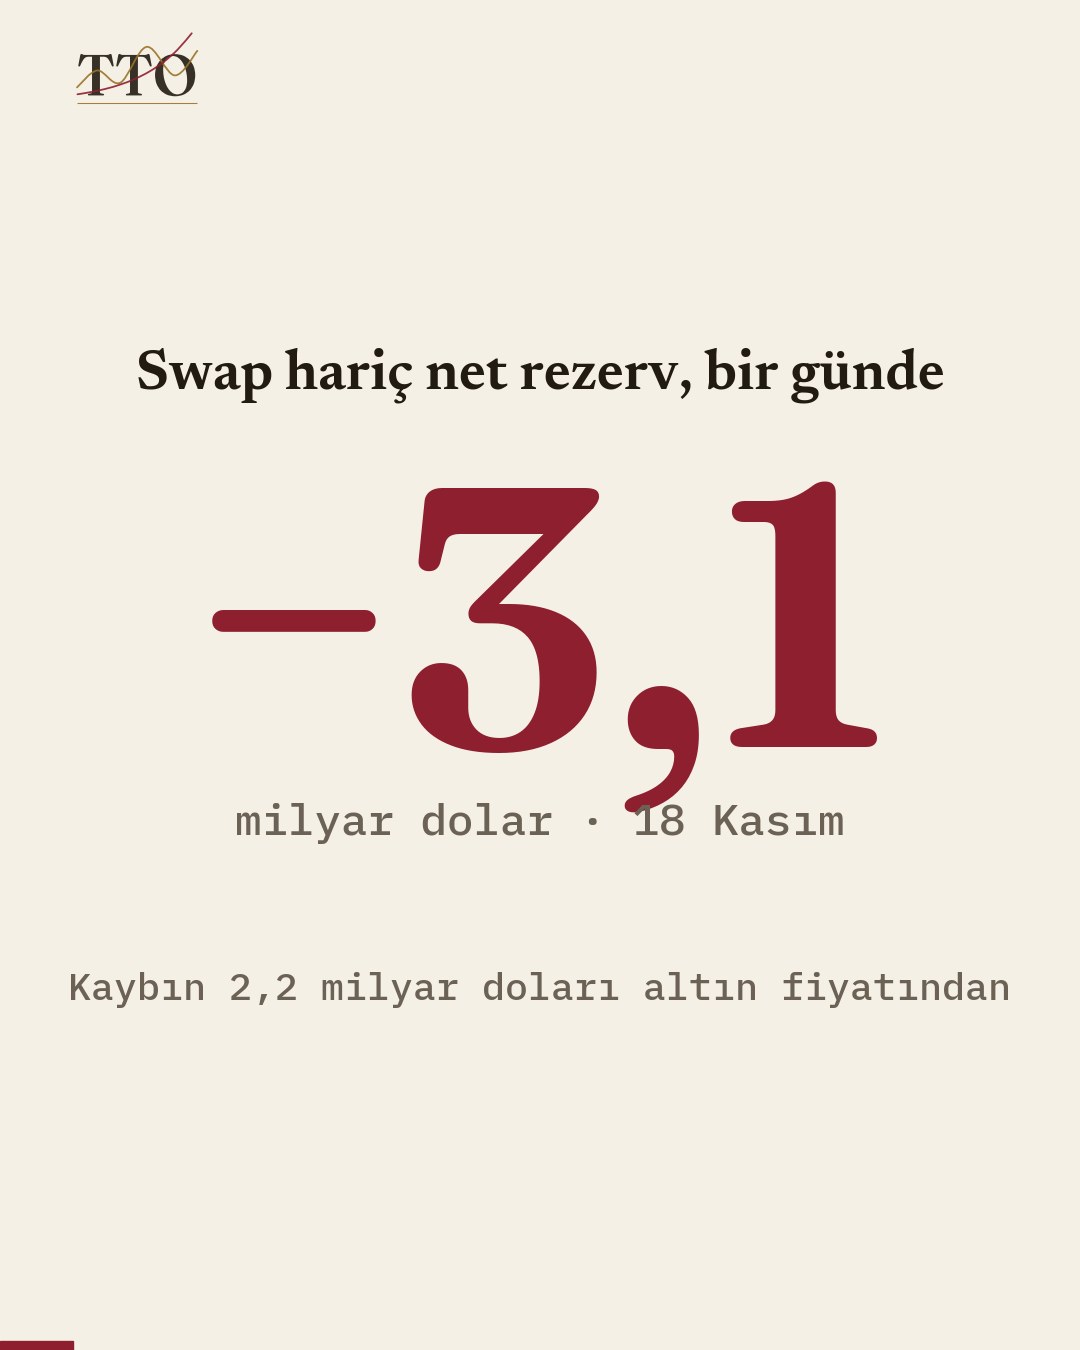 TTO
Swap hariç net rezerv, bir günde
−3,1
milyar dolar · 18 Kasım
Kaybın 2,2 milyar doları altın fiyatından